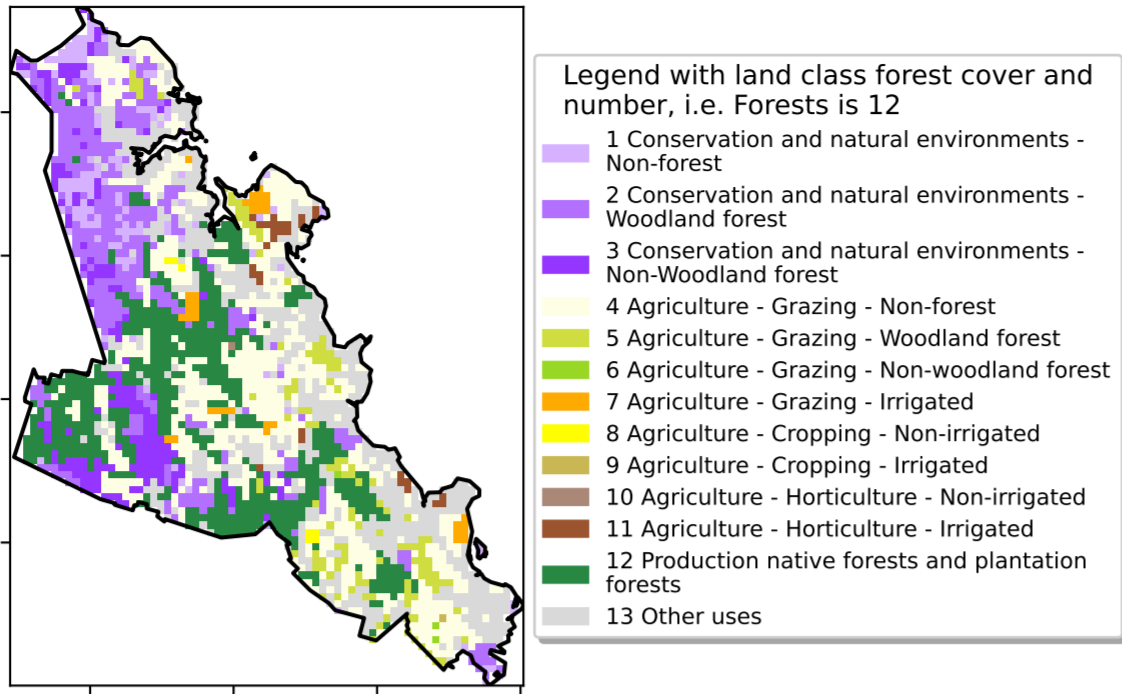 Legend with land class forest cover and
number, i.e. Forests is 12
1 Conservation and natural environments -
Non-forest
2 Conservation and natural environments -
Woodland forest
3 Conservation and natural environments -
Non-Woodland forest
4 Agriculture - Grazing - Non-forest
5 Agriculture - Grazing - Woodland forest
6 Agriculture - Grazing - Non-woodland forest
7 Agriculture - Grazing - Irrigated
8 Agriculture - Cropping - Non-irrigated
9 Agriculture - Cropping - Irrigated
10 Agriculture - Horticulture - Non-irrigated
11 Agriculture - Horticulture - Irrigated
12 Production native forests and plantation
forests
13 Other uses